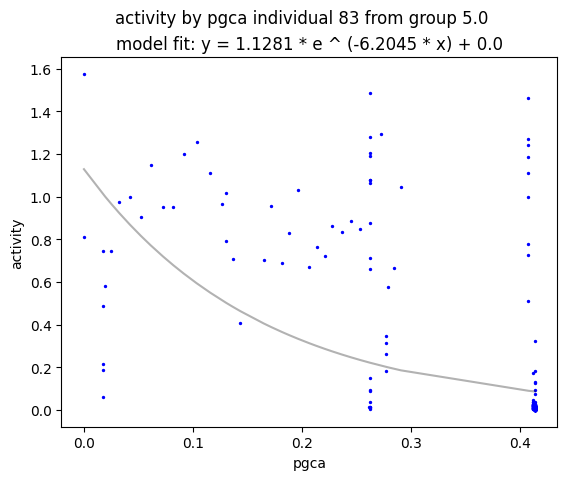 activity by pgca individual 83 from group 5.0
model fit: y = 1.1281 * e ^ (-6.2045 * x) + 0.0
1.6
1.4
1.2
1.0
0.8
0.6
0.4
0.2
0.0
activity
0.0 0.1 0.2 0.3 0.4
pgca